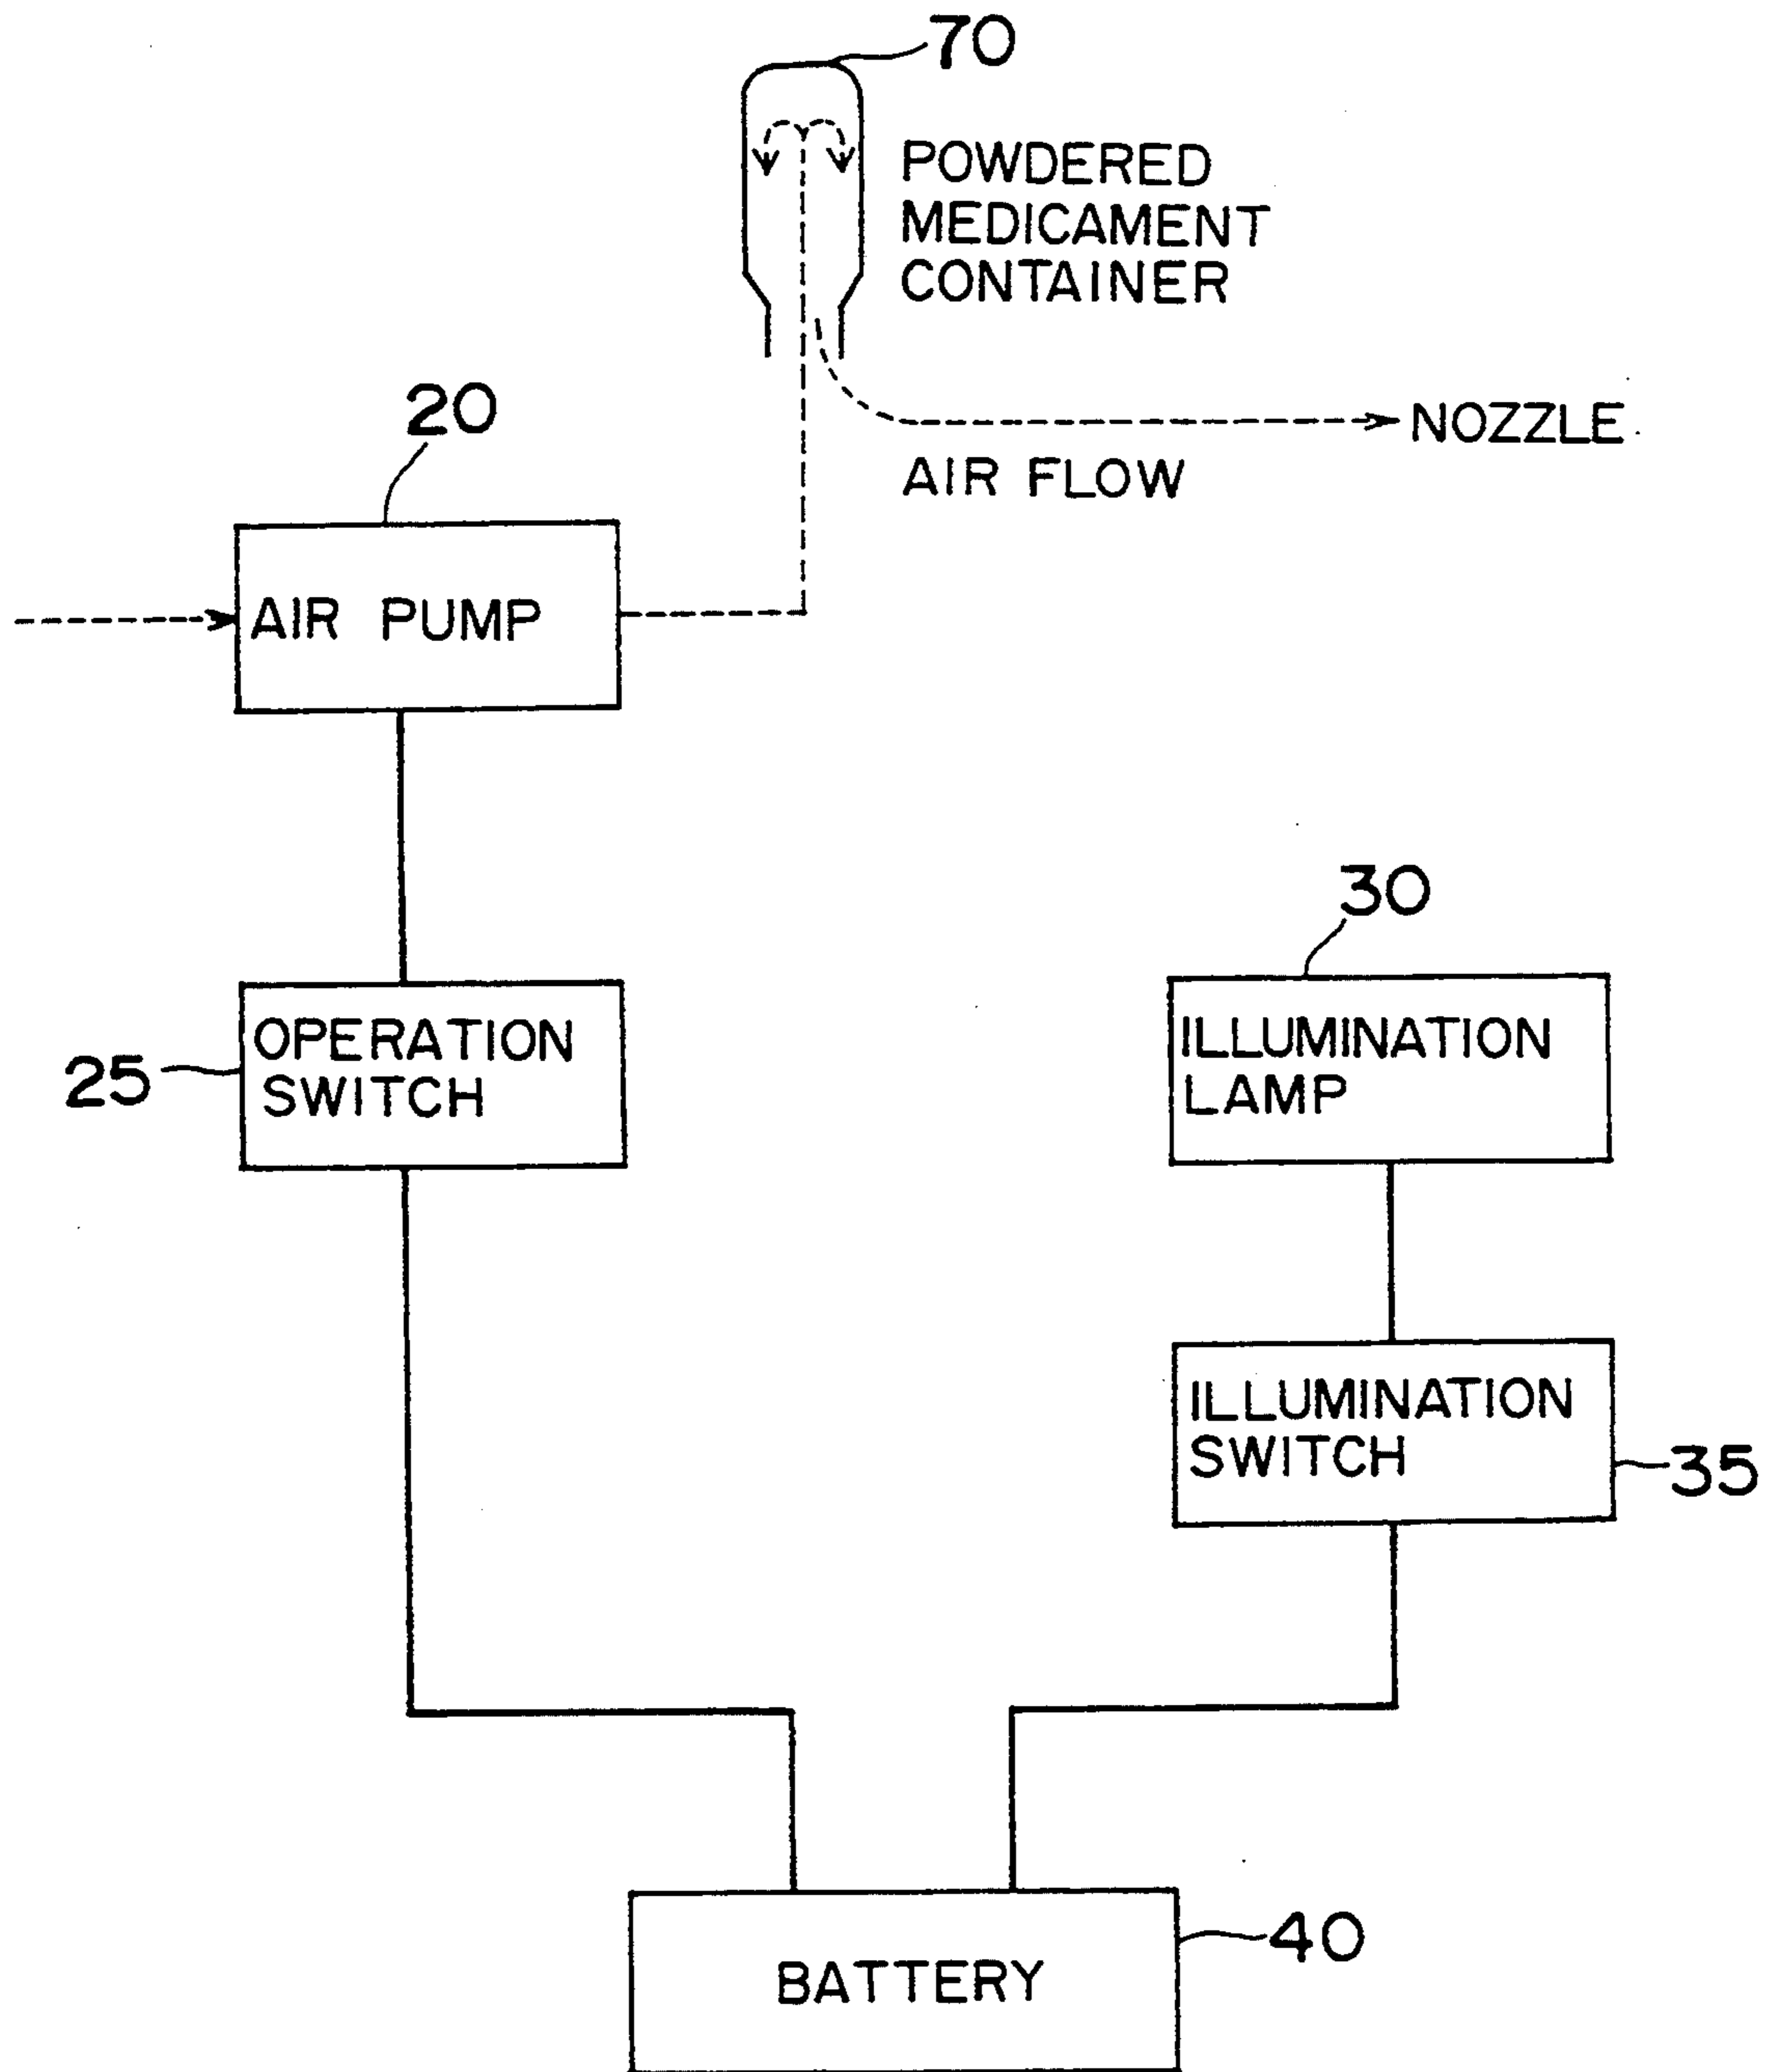 70
POWDERED
MEDICAMENT
CONTAINER
20
NOZZLE
AIR FLOW
AIR PUMP
30
OPERATION
SWITCH
25
ILLUMINATION
LAMP
ILLUMINATION
SWITCH
35
40
BATTERY